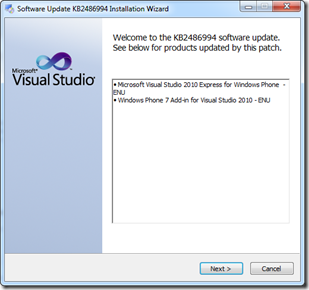 Software Update KB2486994 Installation Wizard
Welcome to the KB2486994 software update.
See below for products updated by this patch.
Microsoft®
Visual Studio®
• Microsoft Visual Studio 2010 Express for Windows Phone -
ENU
• Windows Phone 7 Add-in for Visual Studio 2010 - ENU
Next >
Cancel